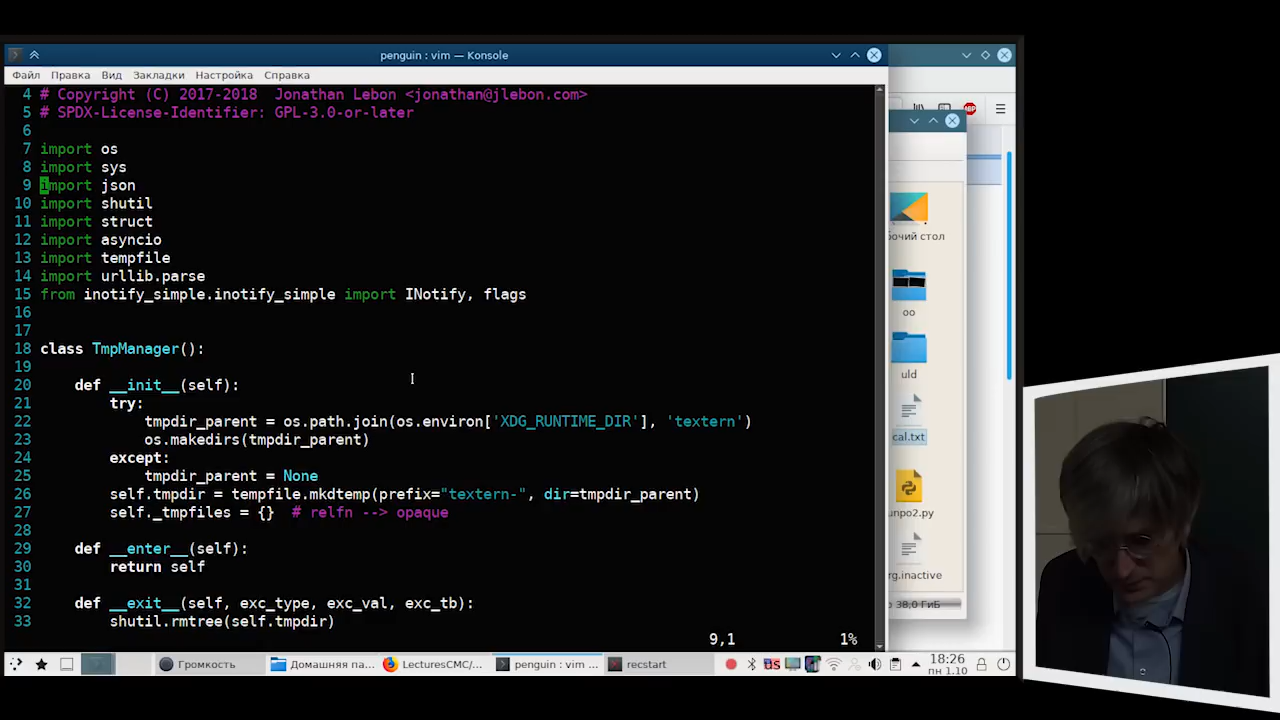 penguin : vim — Konsole
Файл Правка Вид Закладки Настройка Справка
4 # Copyright (C) 2017-2018  Jonathan Lebon <jonathan@jlebon.com>
5 # SPDX-License-Identifier: GPL-3.0-or-later
6
7 import os
8 import sys
9 import json
10 import shutil
11 import struct
12 import asyncio
13 import tempfile
14 import urllib.parse
15 from inotify_simple.inotify_simple import INotify, flags
16
17
18 class TmpManager():
19
20     def __init__(self):
21         try:
22             tmpdir_parent = os.path.join(os.environ['XDG_RUNTIME_DIR'], 'textern')
23             os.makedirs(tmpdir_parent)
24         except:
25             tmpdir_parent = None
26         self.tmpdir = tempfile.mkdtemp(prefix="textern-", dir=tmpdir_parent)
27         self._tmpfiles = {}  # relfn --> opaque
28
29     def __enter__(self):
30         return self
31
32     def __exit__(self, exc_type, exc_val, exc_tb):
33         shutil.rmtree(self.tmpdir)
9,1 1%
ABP
бочий стол
oo
uld
cal.txt
unpo2.py
rg.inactive
38,0 ГиБ
Громкость
Домашняя па...
LecturesCMC/...
penguin : vim ...
recstart
us
18:26
пн 1.10